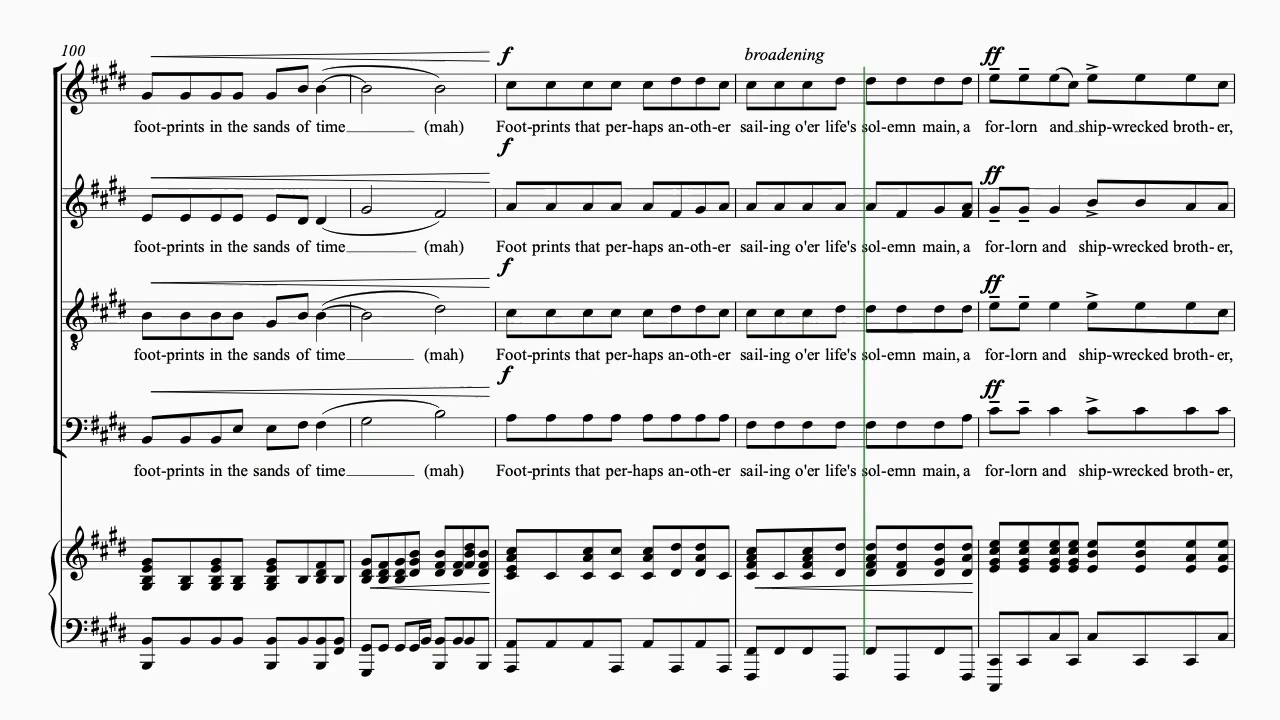 100
f
broadening
ff
foot-prints in the sands of time (mah) Foot-prints that per-haps an-oth-er sail-ing o'er life's sol-emn main, a for-lorn and ship-wrecked broth-er,
f
ff
foot-prints in the sands of time (mah) Foot prints that per-haps an-oth-er sail-ing o'er life's sol-emn main, a for-lorn and ship-wrecked broth-er,
f
ff
8
foot-prints in the sands of time (mah) Foot-prints that per-haps an-oth-er sail-ing o'er life's sol-emn main, a for-lorn and ship-wrecked broth-er,
f
ff
foot-prints in the sands of time (mah) Foot-prints that per-haps an-oth-er sail-ing o'er life's sol-emn main, a for-lorn and ship-wrecked broth-er,